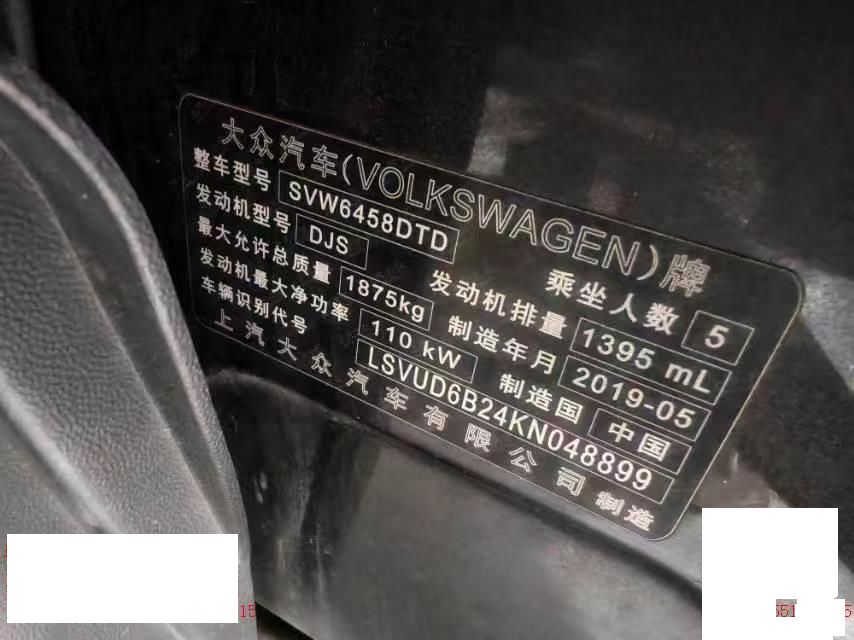 大众汽车(VOLKSWAGEN)牌
整车型号 SVW6458DTD 乘坐人数 5
发动机型号 DJS 发动机排量 1395 mL
最大允许总质量 1875kg 制造年月 2019-05
发动机最大净功率 110 kW 制造国 中国
车辆识别代号 LSVUD6B24KN048899
上汽大众汽车有限公司制造